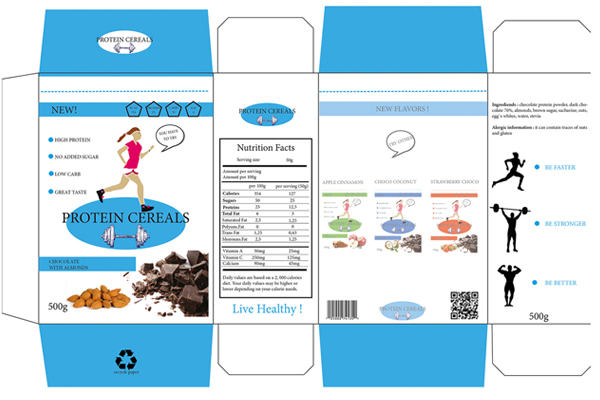 PROTEIN CEREALS
NEW!
HIGH PROTEIN
NO ADDED SUGAR
LOW CARB
GREAT TASTE
YOU HAVE
TO TRY
PROTEIN CEREALS
CHOCOLATE
WITH ALMONDS
500g
recycle paper
PROTEIN CEREALS
Nutrition Facts
Serving size 50g
Amount per serving
Amount per 100g
per 100g per serving (50g)
Calories 354 127
Sugars 50 25
Proteins 25 12,5
Total Fat 6 3
Saturated Fat 2,5 1,25
Polyuns.Fat 0 0
Trans Fat 1,25 0,63
Monouns.Fat 2,5 1,25
Vitamin A 50mg 25mg
Vitamin C 250mg 125mg
Calcium 90mg 45mg
Daily values are based on a 2, 000 calories
diet. Your daily values may be higher or
lower depending on your calorie needs.
Live Healthy !
NEW FLAVORS !
TRY OTHERS
APPLE CINNAMON
CHOCO COCONUT
STRAWBERRY CHOCO
PROTEIN CEREALS
Ingredients : chocolate protein powder, dark cho-
colate 70%, almonds, brown sugar, sacharine, oats,
egg's whites, water, stevia
Alergic information : it can contain traces of nuts
and gluten
BE FASTER
BE STRONGER
BE BETTER
500g